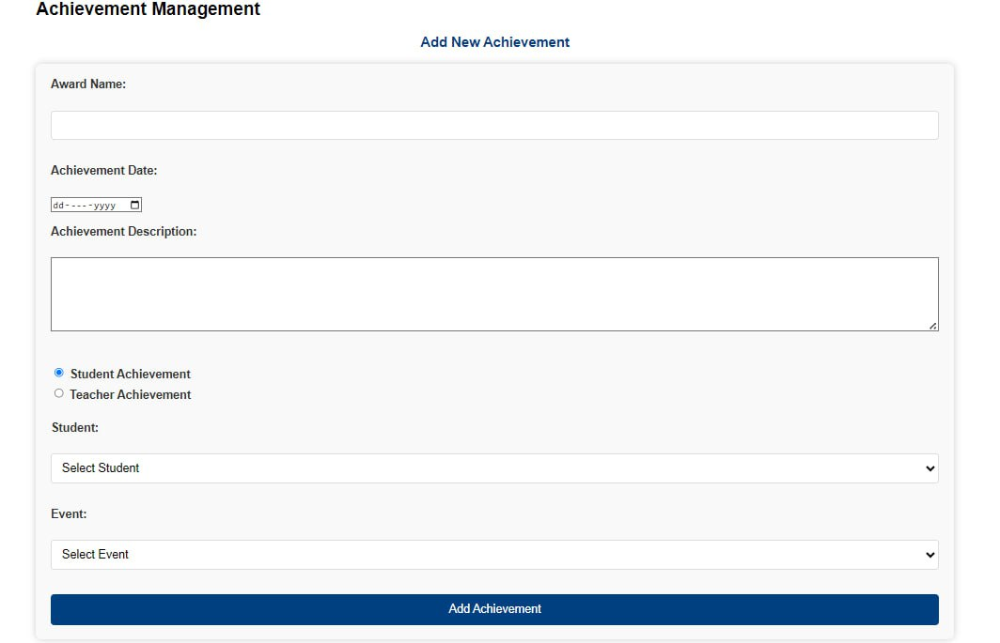 Achievement Management
Add New Achievement
Award Name:
Achievement Date:
dd-----yyyy
Achievement Description:
Student Achievement
Teacher Achievement
Student:
Select Student
Event:
Select Event
Add Achievement